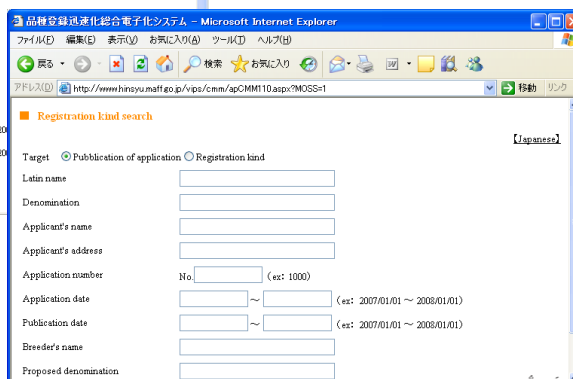 品種登録迅速化総合電子化システム - Microsoft Internet Explorer
ファイル(F) 編集(E) 表示(V) お気に入り(A) ツール(T) ヘルプ(H)
戻る 検索 お気に入り
アドレス(D) http://www.hinsyu.maff.go.jp/vips/cmm/apCMM110.aspx?MOSS=1 移動 リンク
Registration kind search
【Japanese】
Target Pubblication of application Registration kind
Latin name
Denomination
Applicant's name
Applicant's address
Application number No. (ex: 1000)
Application date ～ (ex: 2007/01/01 ～ 2008/01/01)
Publication date ～ (ex: 2007/01/01 ～ 2008/01/01)
Breeder's name
Proposed denomination